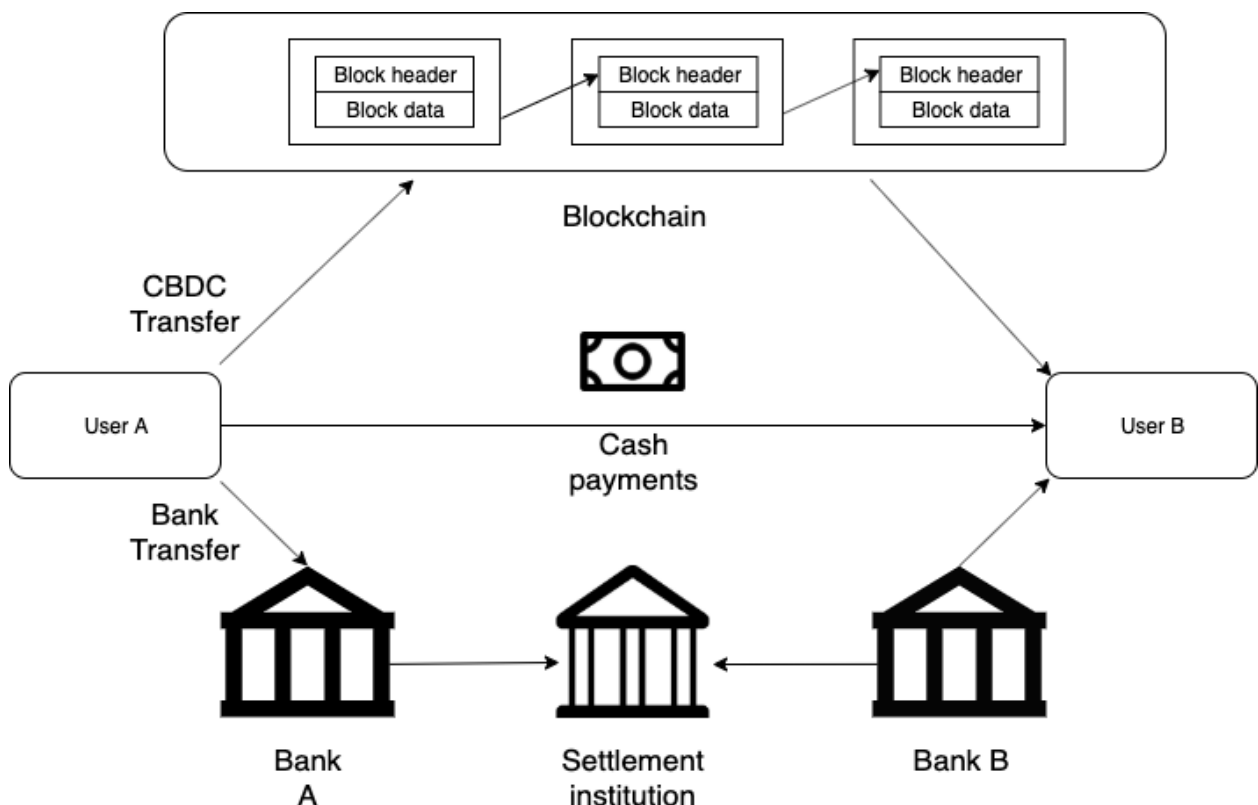 Block header
Block data
Block header
Block data
Block header
Block data
Blockchain
CBDC
Transfer
User A
Cash
payments
User B
Bank
Transfer
Bank
A
Settlement
institution
Bank B